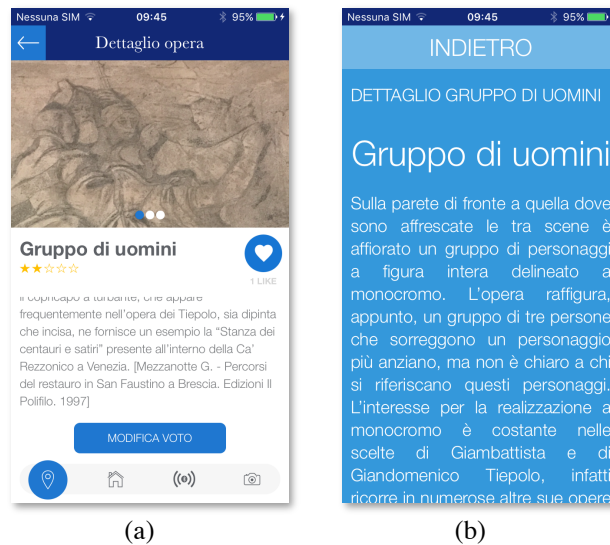 Nessuna SIM 09:45 95%
Dettaglio opera
Gruppo di uomini
1 LIKE
Il copricapo a turbante, che appare
frequentemente nell'opera dei Tiepolo, sia dipinta
che incisa, ne fornisce un esempio la "Stanza dei
centauri e satiri" presente all'interno della Ca'
Rezzonico a Venezia. [Mezzanotte G. - Percorsi
del restauro in San Faustino a Brescia. Edizioni Il
Polifilo. 1997]
MODIFICA VOTO
(a)
Nessuna SIM 09:45 95%
INDIETRO
DETTAGLIO GRUPPO DI UOMINI
Gruppo di uomini
Sulla parete di fronte a quella dove
sono affrescate le tra scene è
affiorato un gruppo di personaggi
a figura intera delineato a
monocromo. L'opera raffigura,
appunto, un gruppo di tre persone
che sorreggono un personaggio
più anziano, ma non è chiaro a chi
si riferiscano questi personaggi.
L'interesse per la realizzazione a
monocromo è costante nelle
scelte di Giambattista e di
Giandomenico Tiepolo, infatti
ricorre in numerose altre sue opere
(b)